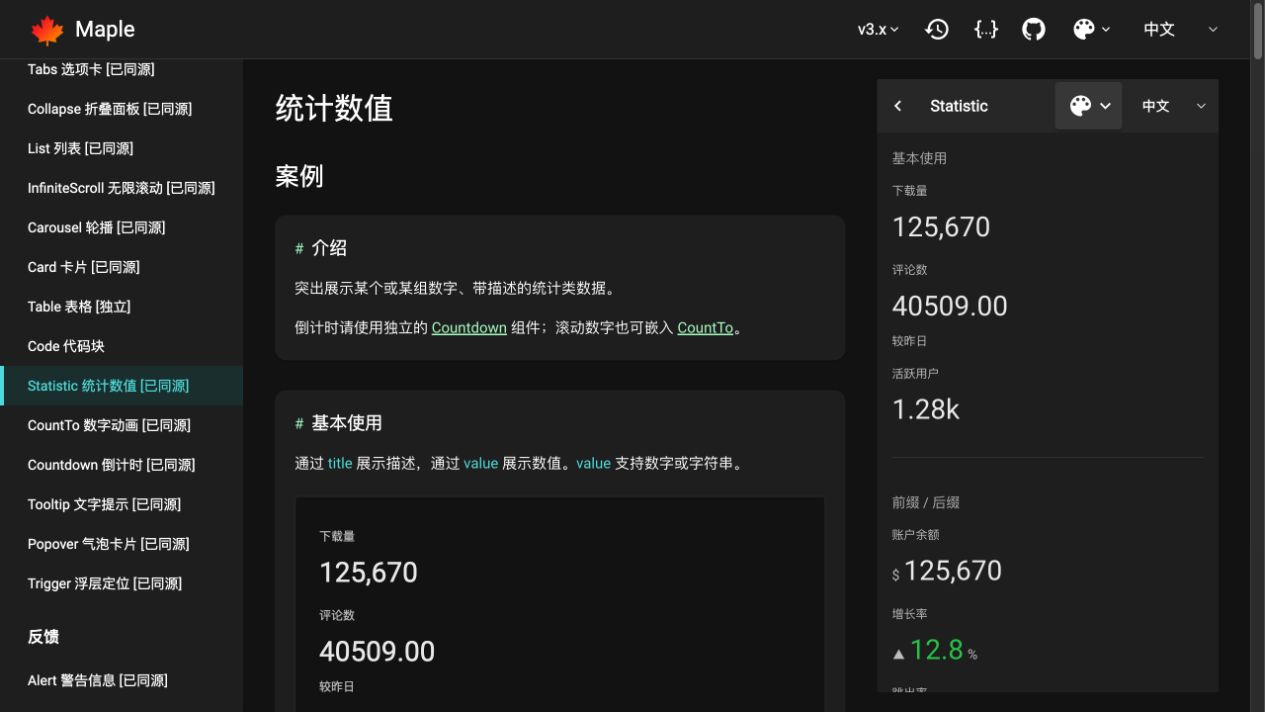 Maple
v3.x
{...}
中文
Tabs 选项卡 [已同源]
Collapse 折叠面板 [已同源]
List 列表 [已同源]
InfiniteScroll 无限滚动 [已同源]
Carousel 轮播 [已同源]
Card 卡片 [已同源]
Table 表格 [独立]
Code 代码块
Statistic 统计数值 [已同源]
CountTo 数字动画 [已同源]
Countdown 倒计时 [已同源]
Tooltip 文字提示 [已同源]
Popover 气泡卡片 [已同源]
Trigger 浮层定位 [已同源]
反馈
Alert 警告信息 [已同源]
统计数值
案例
# 介绍
突出展示某个或某组数字、带描述的统计类数据。
倒计时请使用独立的 Countdown 组件；滚动数字也可嵌入 CountTo。
# 基本使用
通过 title 展示描述，通过 value 展示数值。value 支持数字或字符串。
下载量
125,670
评论数
40509.00
较昨日
Statistic
中文
基本使用
下载量
125,670
评论数
40509.00
较昨日
活跃用户
1.28k
前缀 / 后缀
账户余额
$ 125,670
增长率
▲ 12.8 %
跳出率